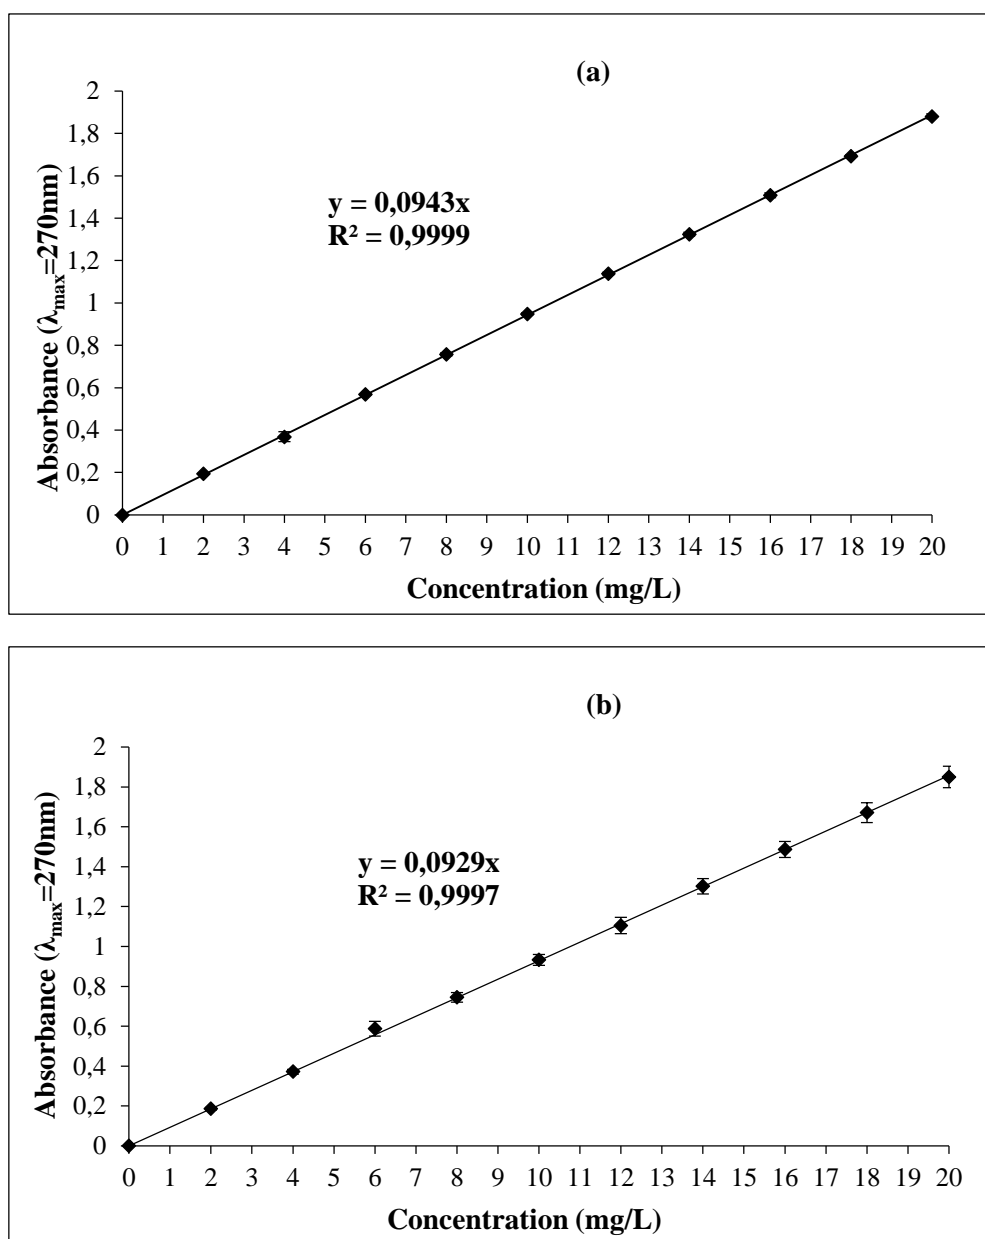 (a)
2
1,8
1,6
1,4
1,2
1
0,8
0,6
0,4
0,2
0
Absorbance (λmax=270nm)
y = 0,0943x
R² = 0,9999
0 1 2 3 4 5 6 7 8 9 10 11 12 13 14 15 16 17 18 19 20
Concentration (mg/L)
(b)
2
1,8
1,6
1,4
1,2
1
0,8
0,6
0,4
0,2
0
Absorbance (λmax=270nm)
y = 0,0929x
R² = 0,9997
0 1 2 3 4 5 6 7 8 9 10 11 12 13 14 15 16 17 18 19 20
Concentration (mg/L)